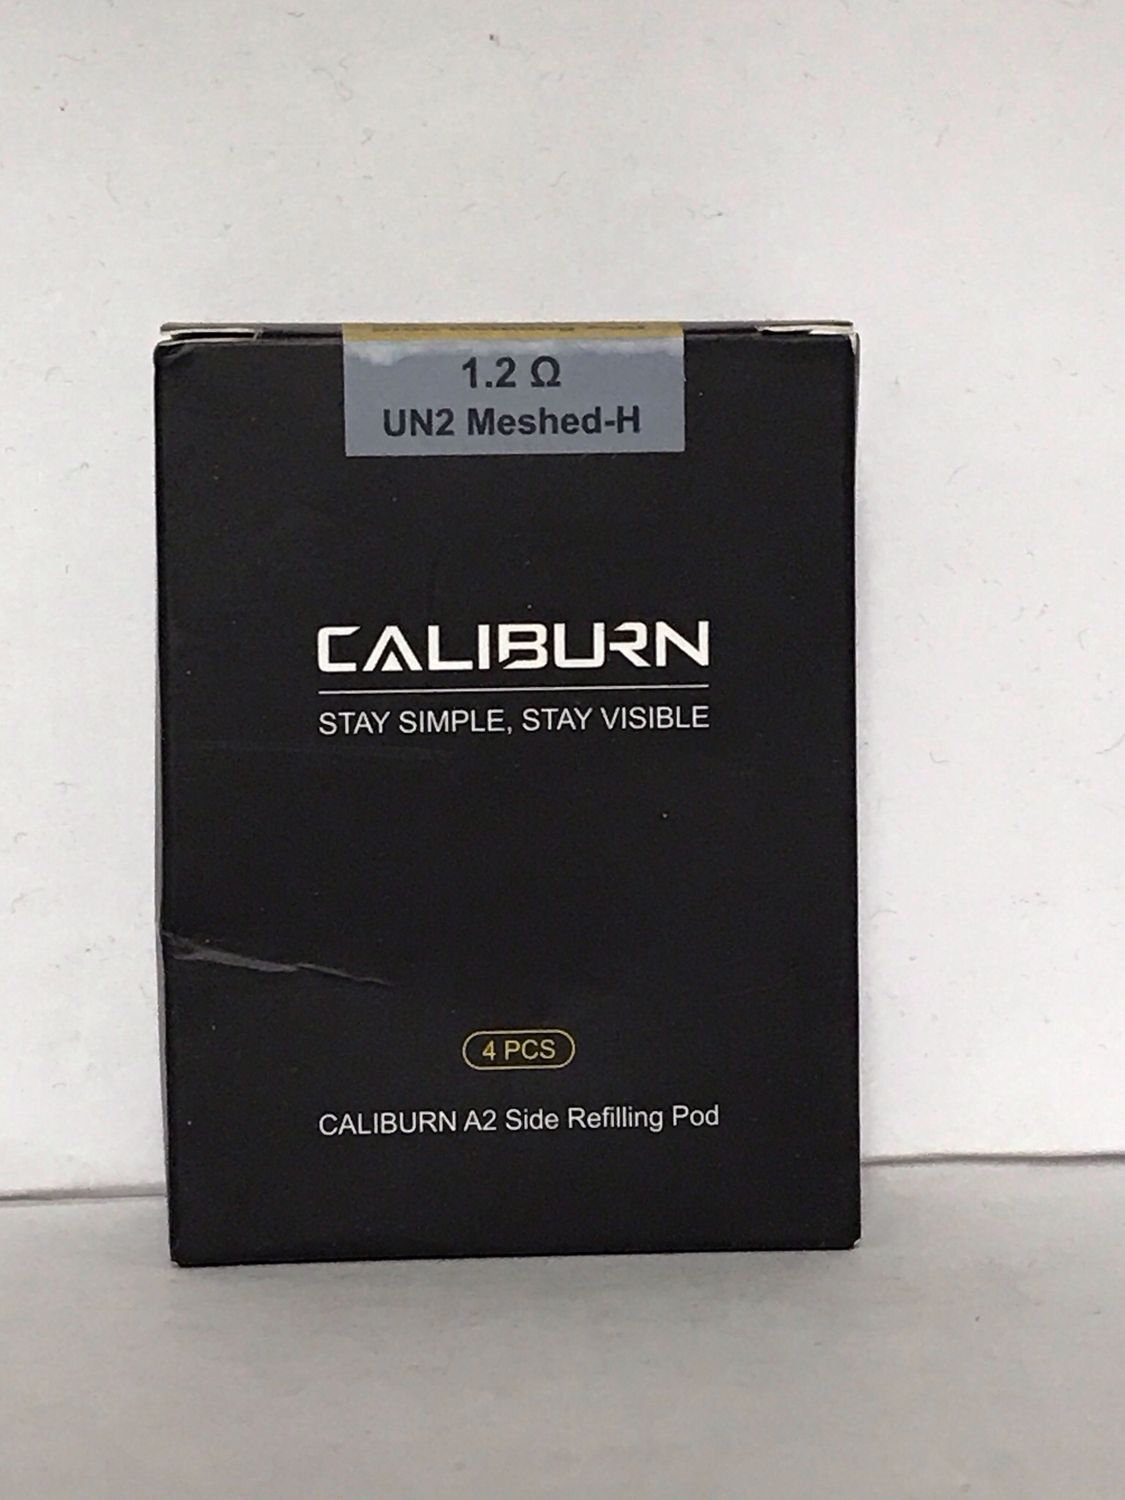 1.2 Ω
UN2 Meshed-H
CALIBURN
STAY SIMPLE, STAY VISIBLE
4 PCS
CALIBURN A2 Side Refilling Pod